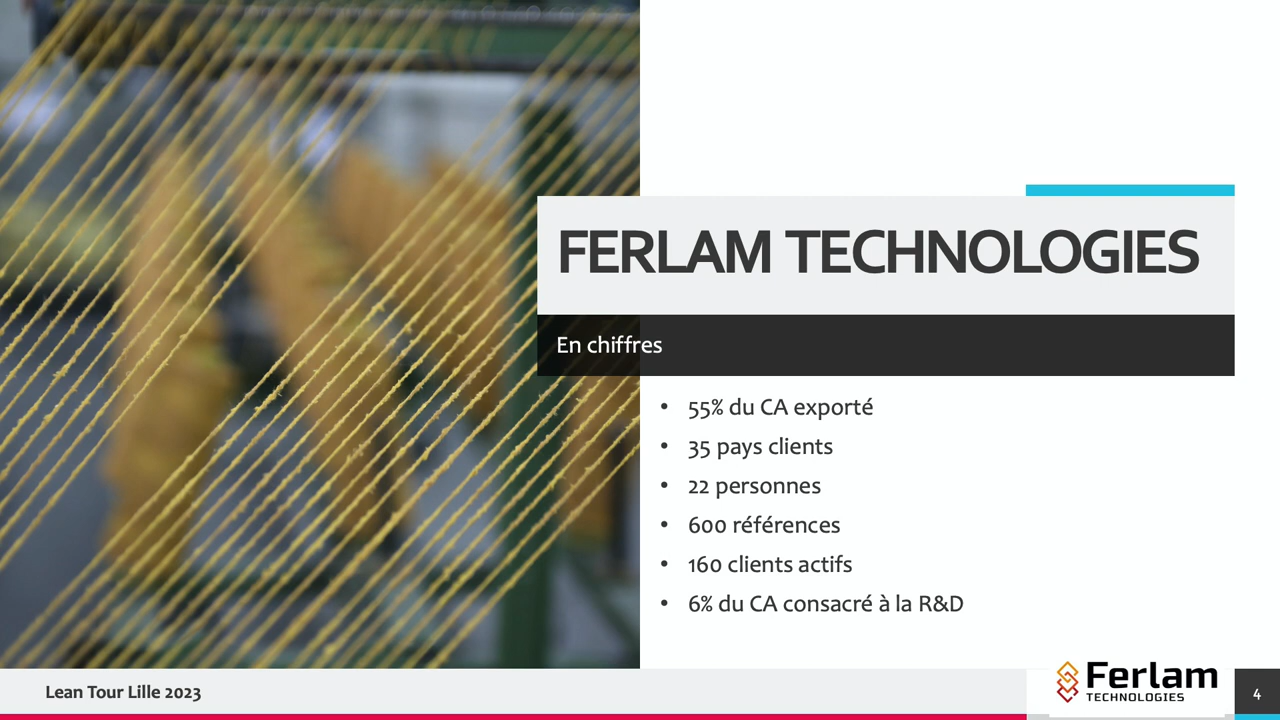 FERLAM TECHNOLOGIES
En chiffres
• 55% du CA exporté
• 35 pays clients
• 22 personnes
• 600 références
• 160 clients actifs
• 6% du CA consacré à la R&D
Lean Tour Lille 2023
Ferlam
TECHNOLOGIES
4